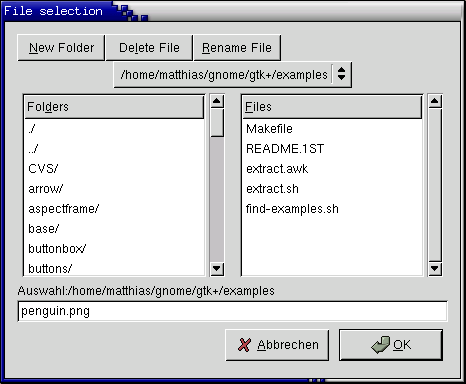 File selection
New Folder Delete File Rename File
/home/matthias/gnome/gtk+/examples
Folders
./
../
CVS/
arrow/
aspectframe/
base/
buttonbox/
buttons/
Files
Makefile
README.1ST
extract.awk
extract.sh
find-examples.sh
Auswahl:/home/matthias/gnome/gtk+/examples
penguin.png
Abbrechen OK